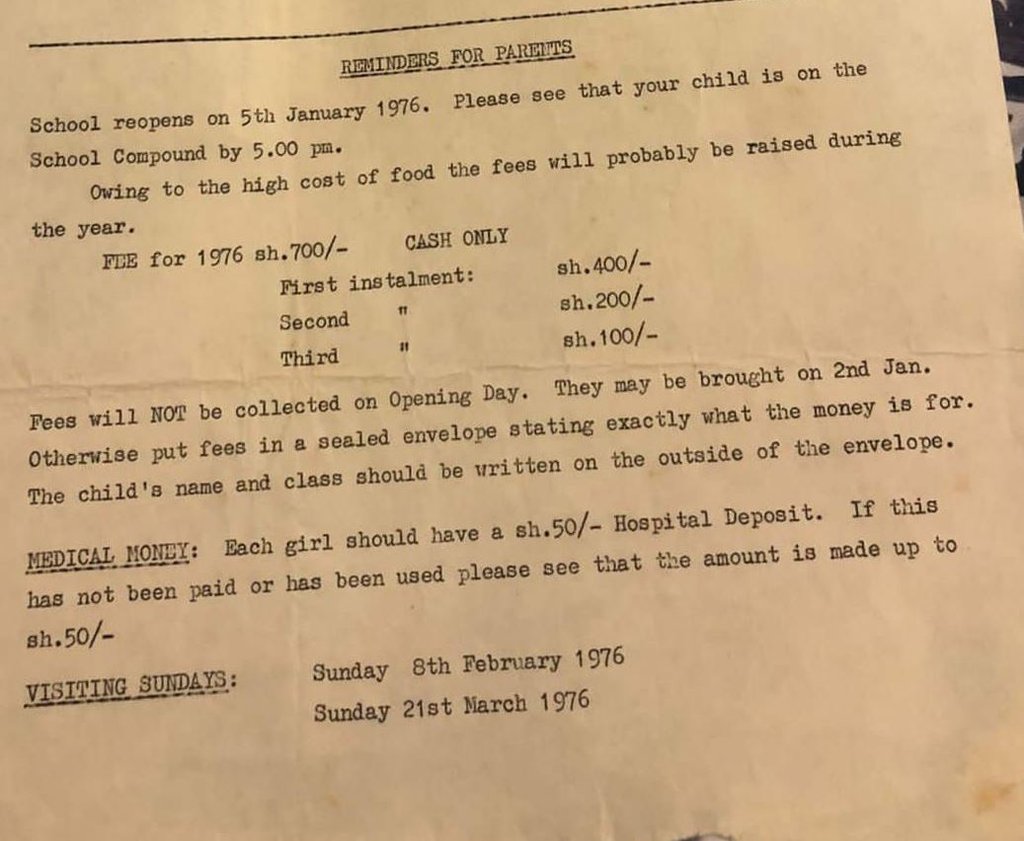 REMINDERS FOR PARENTS
School reopens on 5th January 1976. Please see that your child is on the
School Compound by 5.00 pm.
Owing to the high cost of food the fees will probably be raised during
the year.
FEE for 1976 sh.700/- CASH ONLY
First instalment: sh.400/-
Second " sh.200/-
Third " sh.100/-
Fees will NOT be collected on Opening Day. They may be brought on 2nd Jan.
Otherwise put fees in a sealed envelope stating exactly what the money is for.
The child's name and class should be written on the outside of the envelope.
MEDICAL MONEY: Each girl should have a sh.50/- Hospital Deposit. If this
has not been paid or has been used please see that the amount is made up to
sh.50/-
VISITING SUNDAYS: Sunday 8th February 1976
Sunday 21st March 1976